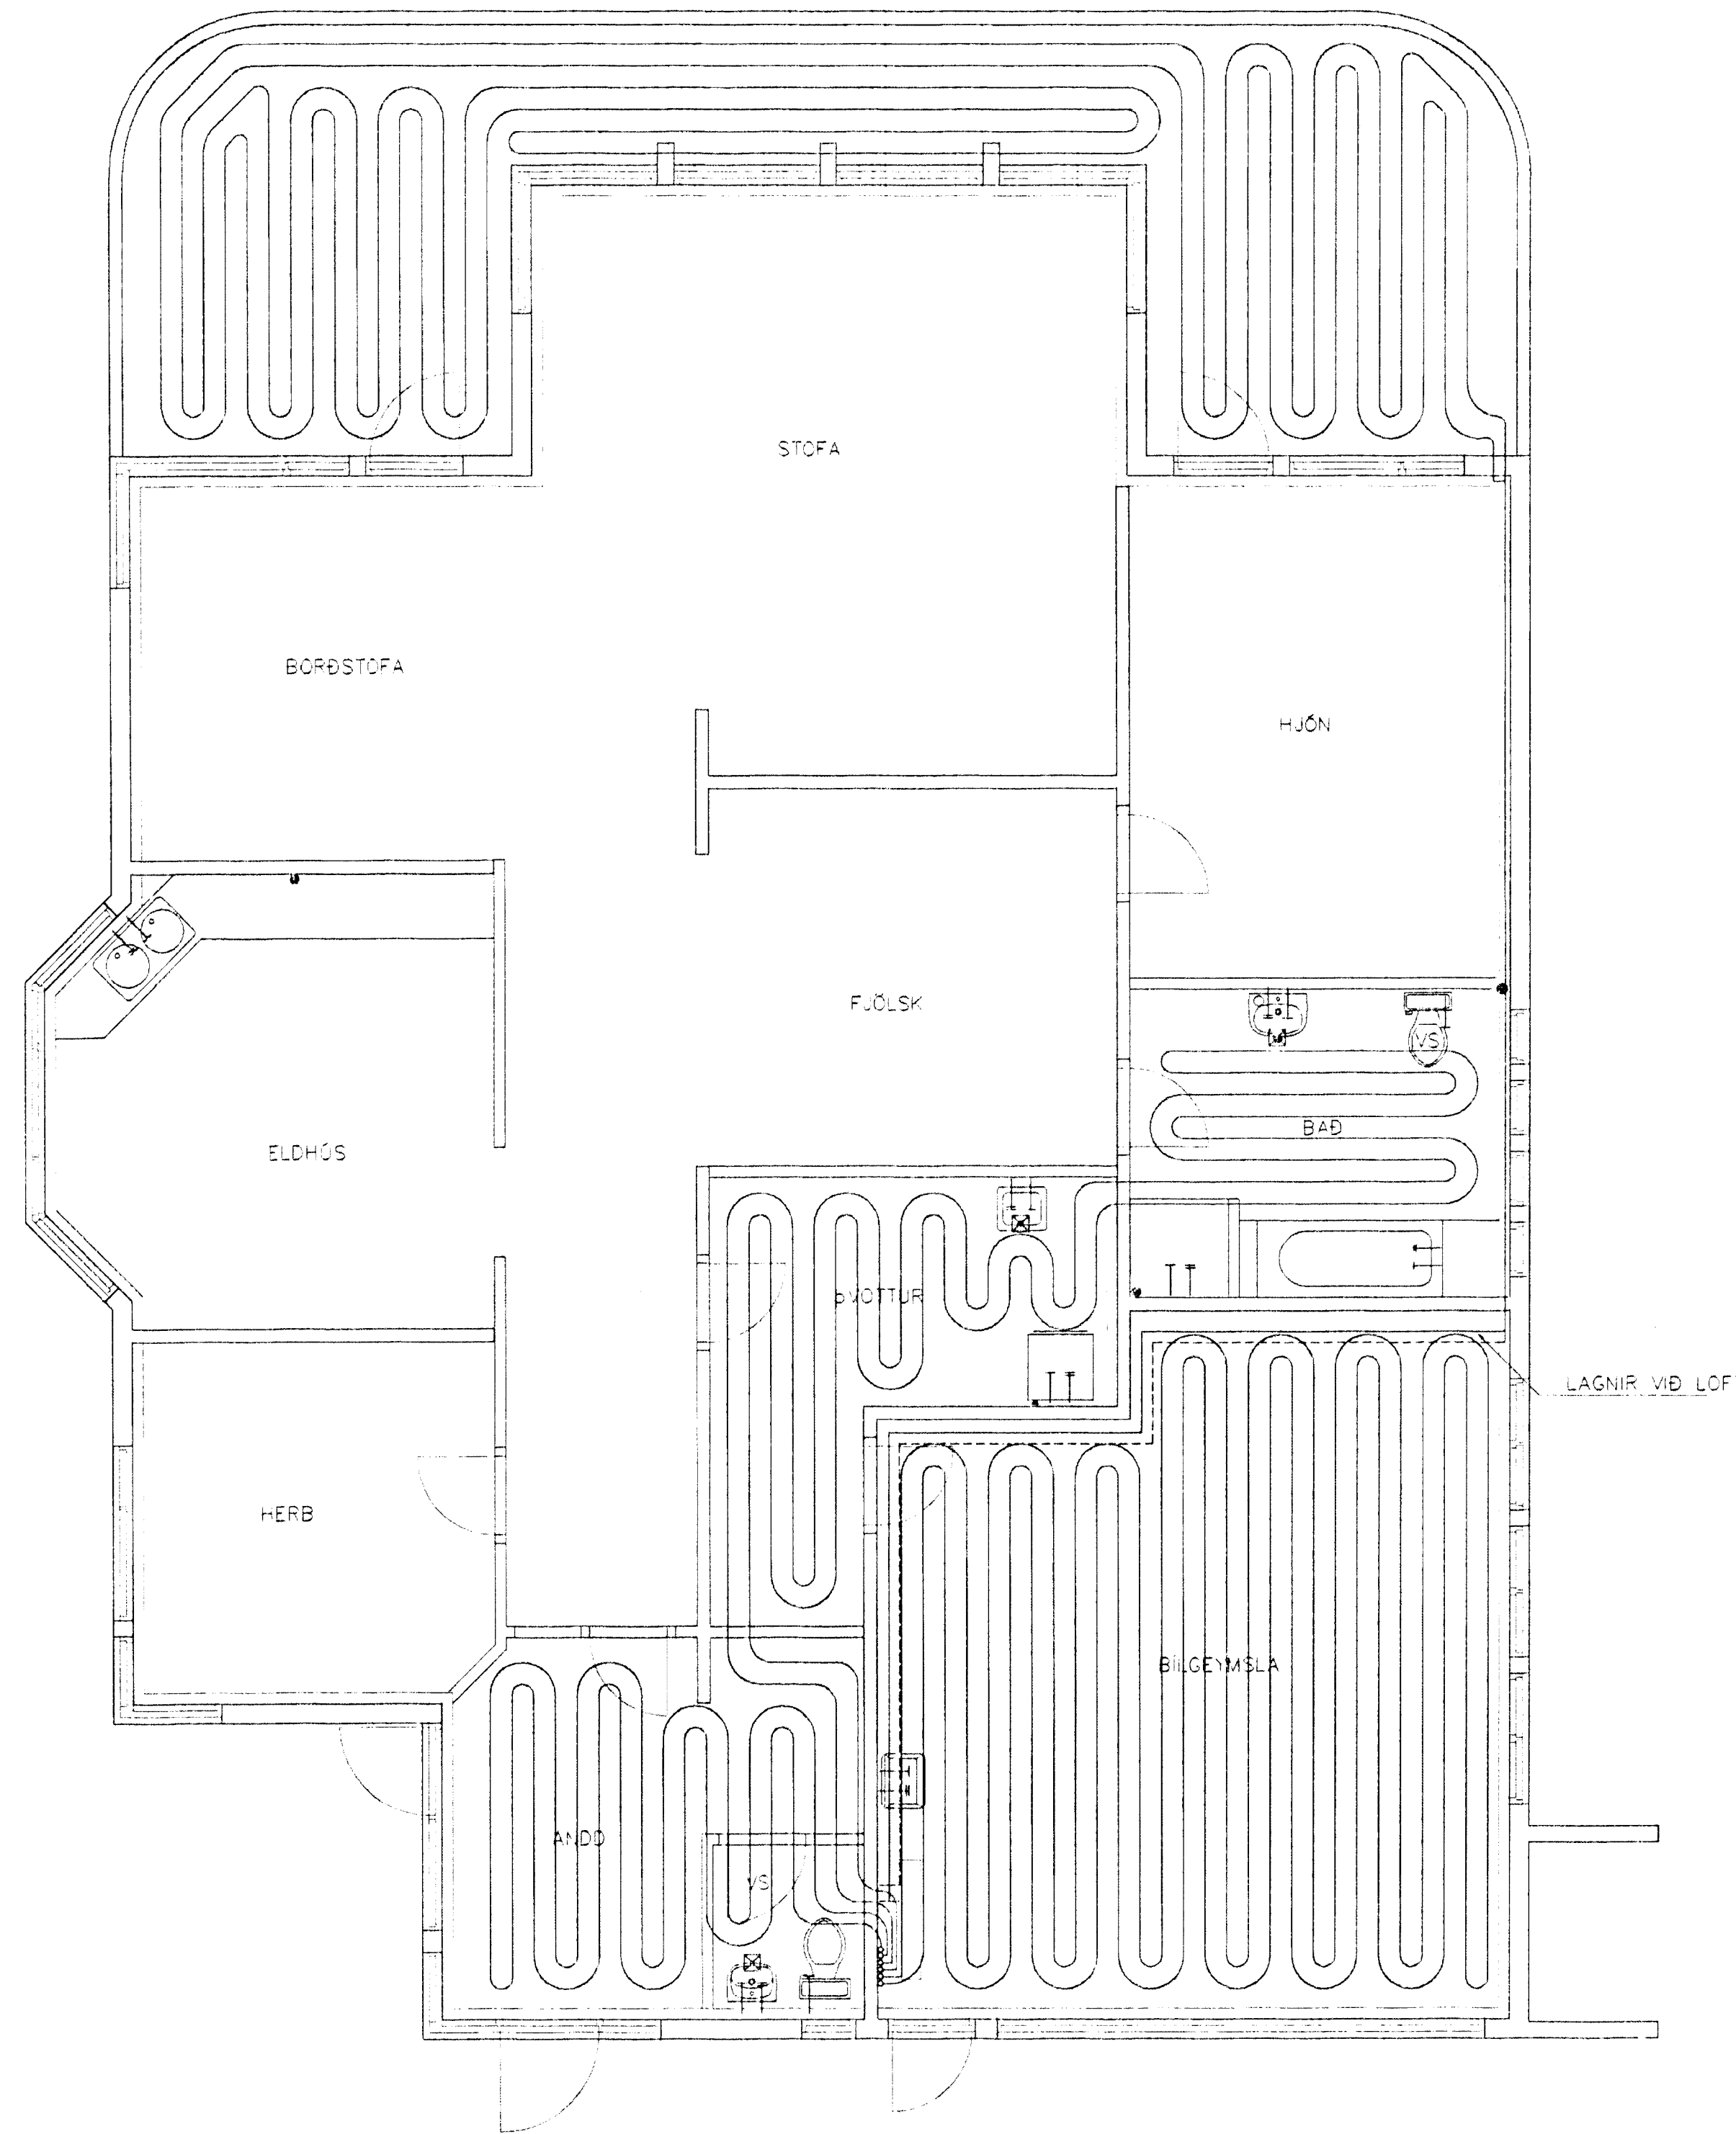 STOFA
BORÐSTOFA
HJÓN
FJÖLSK
VS
BAÐ
ELDHÚS
ÞVOTTUR
LAGNIR VIÐ LOF
HERB
BÍLGEYMSLA
ANDD
VS